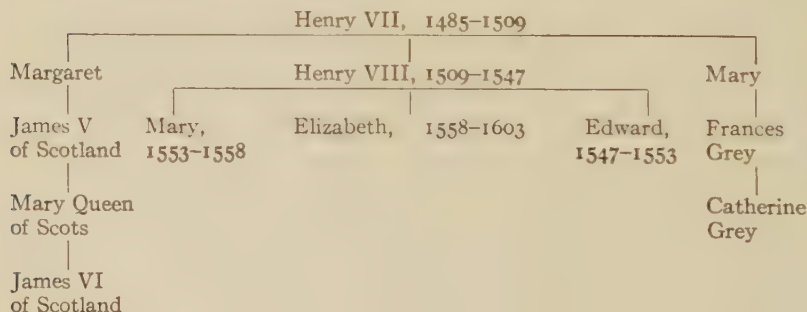 Henry VII, 1485–1509
Margaret Henry VIII, 1509–1547 Mary
James V Mary, Elizabeth, 1558–1603 Edward, Frances
of Scotland 1553–1558 1547–1553 Grey
Mary Queen Catherine
of Scots Grey
James VI
of Scotland